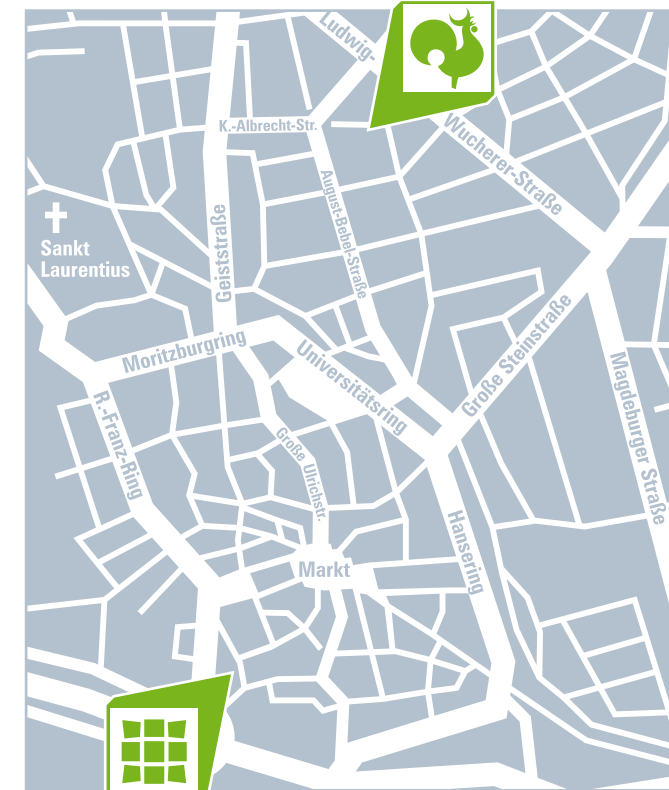 Ludwig-
Wucherer-Straße
K.-Albrecht-Str.
August-Bebel-Straße
Geiststraße
Sankt
Laurentius
Moritzburgring
Universitätsring
Große Steinstraße
Magdeburger Straße
R.-Franz-Ring
Große Ulrichstr.
Hansering
Markt